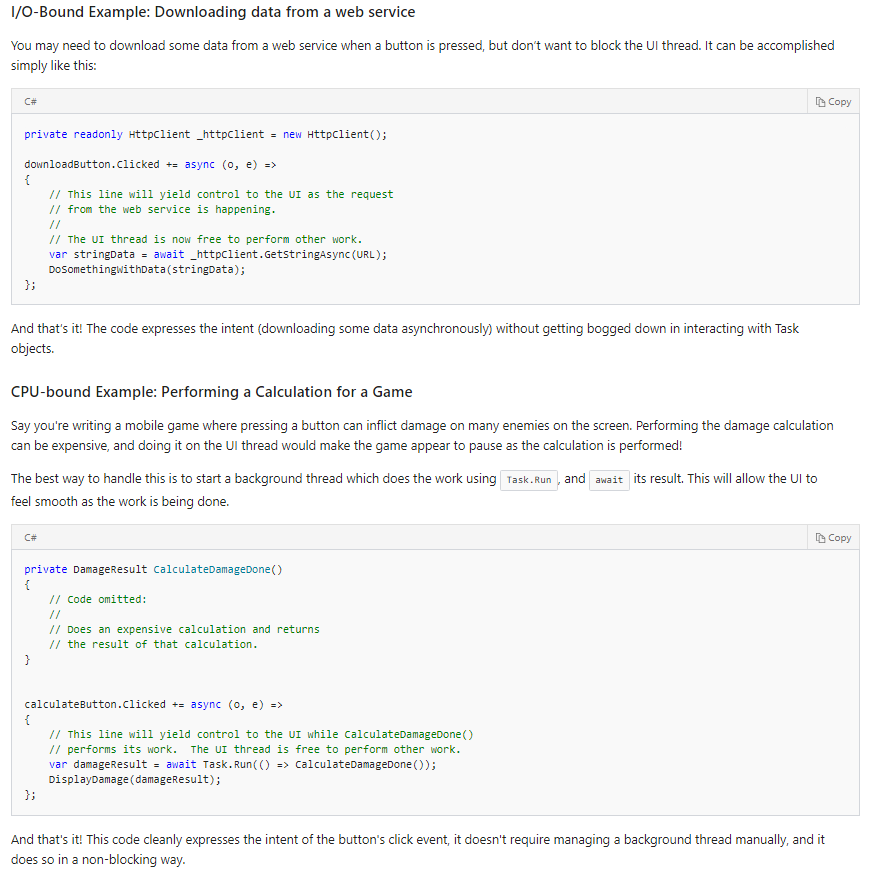 I/O-Bound Example: Downloading data from a web service
You may need to download some data from a web service when a button is pressed, but don't want to block the UI thread. It can be accomplished
simply like this:
C#
Copy
private readonly HttpClient _httpClient = new HttpClient();
downloadButton.Clicked += async (o, e) =>
{
    // This line will yield control to the UI as the request
    // from the web service is happening.
    //
    // The UI thread is now free to perform other work.
    var stringData = await _httpClient.GetStringAsync(URL);
    DoSomethingWithData(stringData);
};
And that's it! The code expresses the intent (downloading some data asynchronously) without getting bogged down in interacting with Task
objects.
CPU-bound Example: Performing a Calculation for a Game
Say you're writing a mobile game where pressing a button can inflict damage on many enemies on the screen. Performing the damage calculation
can be expensive, and doing it on the UI thread would make the game appear to pause as the calculation is performed!
The best way to handle this is to start a background thread which does the work using Task.Run, and await its result. This will allow the UI to
feel smooth as the work is being done.
C#
Copy
private DamageResult CalculateDamageDone()
{
    // Code omitted:
    //
    // Does an expensive calculation and returns
    // the result of that calculation.
}
calculateButton.Clicked += async (o, e) =>
{
    // This line will yield control to the UI while CalculateDamageDone()
    // performs its work.  The UI thread is free to perform other work.
    var damageResult = await Task.Run(() => CalculateDamageDone());
    DisplayDamage(damageResult);
};
And that's it! This code cleanly expresses the intent of the button's click event, it doesn't require managing a background thread manually, and it
does so in a non-blocking way.